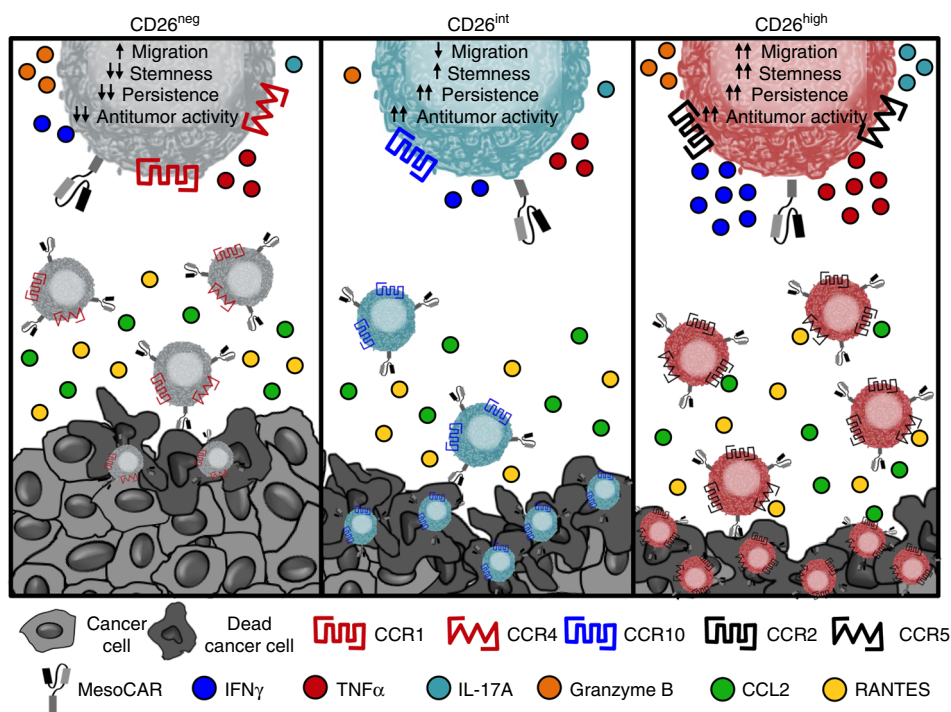 CD26neg
CD26int
CD26high
↑ Migration
↓↓ Stemness
↓↓ Persistence
↓↓ Antitumor activity
↓ Migration
↑ Stemness
↑↑ Persistence
↑↑ Antitumor activity
↑↑ Migration
↑↑ Stemness
↑↑ Persistence
↑↑ Antitumor activity
Cancer
cell
Dead
cancer cell
CCR1
CCR4
CCR10
CCR2
CCR5
MesoCAR
IFNγ
TNFα
IL-17A
Granzyme B
CCL2
RANTES